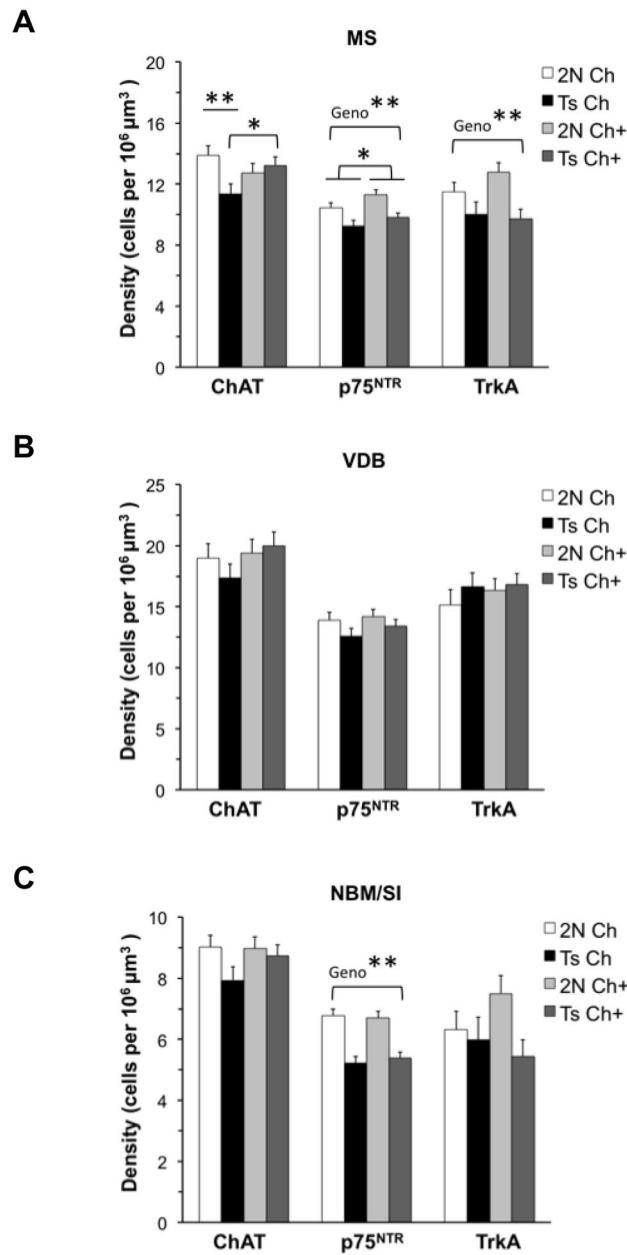 A
MS
20
16
12
8
4
0
Density (cells per 10⁶ µm³ )
**
*
Geno**
*
Geno**
2N Ch
Ts Ch
2N Ch+
Ts Ch+
ChAT p75ᴺᵀᴿ TrkA
B
VDB
25
20
15
10
5
0
Density (cells per 10⁶ µm³ )
2N Ch
Ts Ch
2N Ch+
Ts Ch+
ChAT p75ᴺᵀᴿ TrkA
C
NBM/SI
10
8
6
4
2
0
Density (cells per 10⁶ µm³ )
Geno**
2N Ch
Ts Ch
2N Ch+
Ts Ch+
ChAT p75ᴺᵀᴿ TrkA